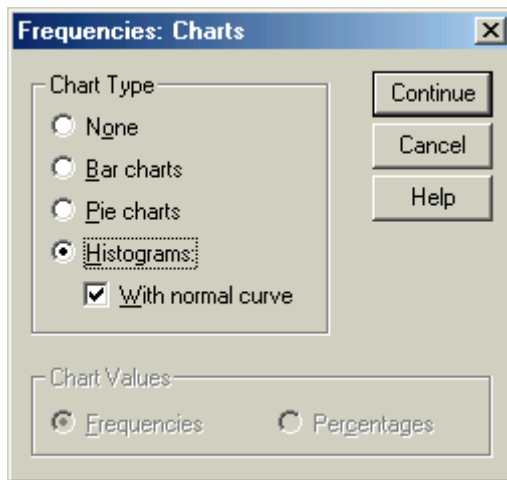 Frequencies: Charts
Chart Type
None
Bar charts
Pie charts
Histograms:
With normal curve
Continue
Cancel
Help
Chart Values
Frequencies
Percentages